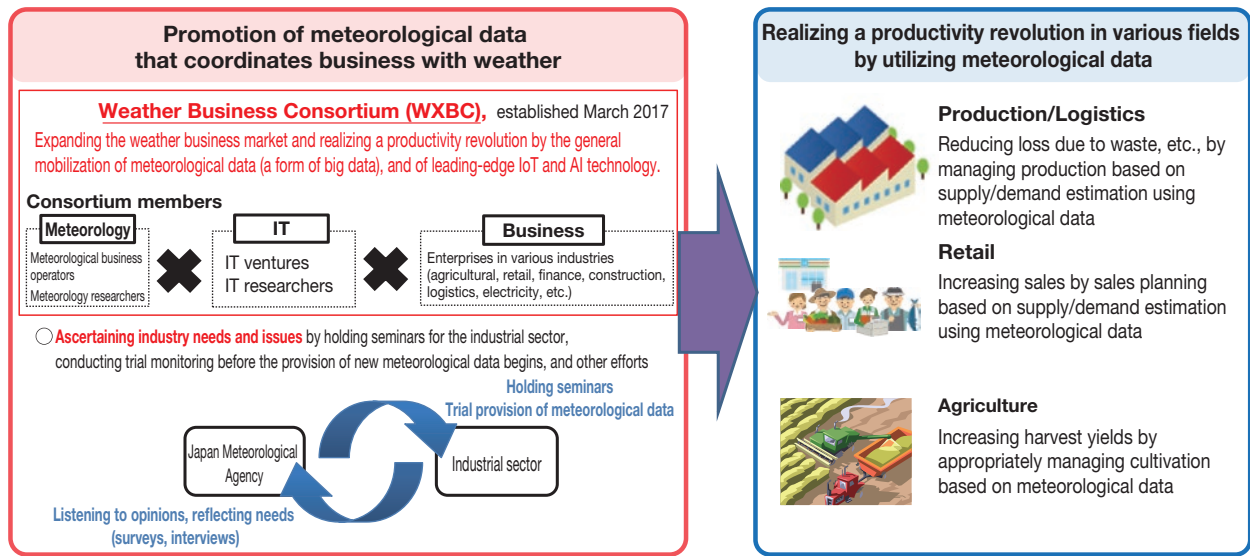 Promotion of meteorological data
that coordinates business with weather
Weather Business Consortium (WXBC), established March 2017
Expanding the weather business market and realizing a productivity revolution by the general
mobilization of meteorological data (a form of big data), and of leading-edge IoT and AI technology.
Consortium members
Meteorology
Meteorological business
operators
Meteorology researchers
IT
IT ventures
IT researchers
Business
Enterprises in various industries
(agricultural, retail, finance, construction,
logistics, electricity, etc.)
○Ascertaining industry needs and issues by holding seminars for the industrial sector,
conducting trial monitoring before the provision of new meteorological data begins, and other efforts
Holding seminars
Trial provision of meteorological data
Japan Meteorological
Agency
Industrial sector
Listening to opinions, reflecting needs
(surveys, interviews)
Realizing a productivity revolution in various fields
by utilizing meteorological data
Production/Logistics
Reducing loss due to waste, etc., by
managing production based on
supply/demand estimation using
meteorological data
Retail
Increasing sales by sales planning
based on supply/demand estimation
using meteorological data
Agriculture
Increasing harvest yields by
appropriately managing cultivation
based on meteorological data